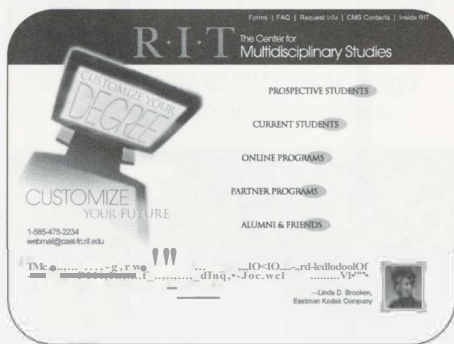 Forms | FAQ | Request Info | CMS Contacts | Inside RIT
R·I·T The Center for
Multidisciplinary Studies
CUSTOMIZE YOUR
DEGREE
PROSPECTIVE STUDENTS
CURRENT STUDENTS
ONLINE PROGRAMS
PARTNER PROGRAMS
ALUMNI & FRIENDS
CUSTOMIZE
YOUR FUTURE
1-585-475-2234
webmail@cast-fc.rit.edu
---Linda D. Brooken,
Eastman Kodak Company